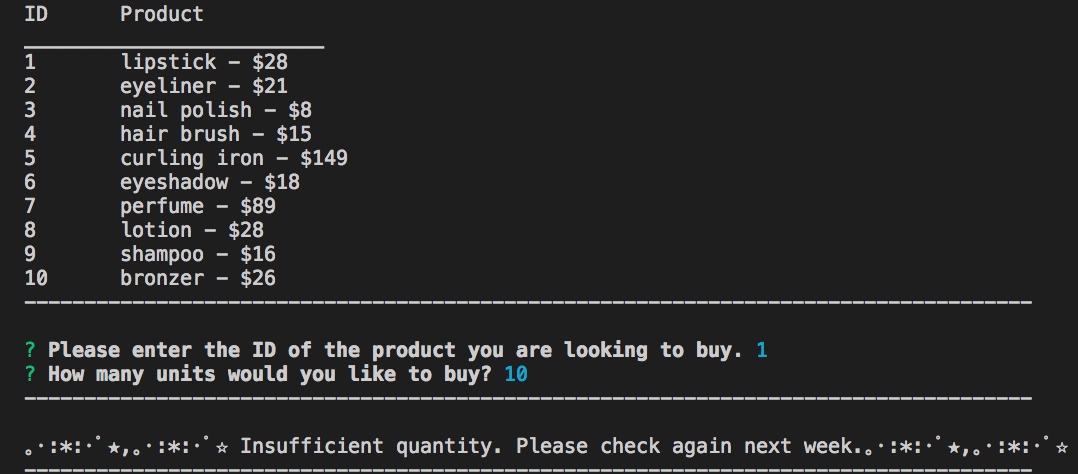 ID      Product
_________________________
1       lipstick – $28
2       eyeliner – $21
3       nail polish – $8
4       hair brush – $15
5       curling iron – $149
6       eyeshadow – $18
7       perfume – $89
8       lotion – $28
9       shampoo – $16
10      bronzer – $26
------------------------------------------------------------------------------------
? Please enter the ID of the product you are looking to buy. 1
? How many units would you like to buy? 10
------------------------------------------------------------------------------------
｡･:*:･ﾟ★,｡･:*:･ﾟ☆ Insufficient quantity. Please check again next week.｡･:*:･ﾟ★,｡･:*:･ﾟ☆
------------------------------------------------------------------------------------